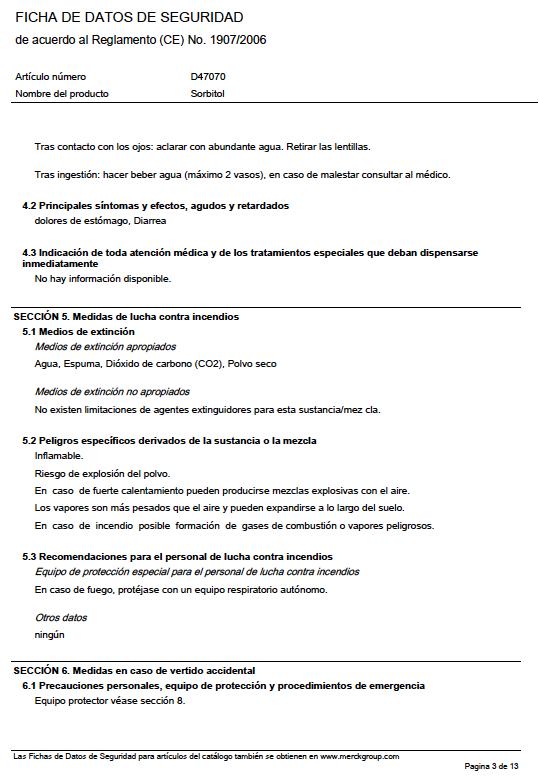 FICHA DE DATOS DE SEGURIDAD
de acuerdo al Reglamento (CE) No. 1907/2006
Artículo número D47070
Nombre del producto Sorbitol
Tras contacto con los ojos: aclarar con abundante agua. Retirar las lentillas.
Tras ingestión: hacer beber agua (máximo 2 vasos), en caso de malestar consultar al médico.
4.2 Principales síntomas y efectos, agudos y retardados
dolores de estómago, Diarrea
4.3 Indicación de toda atención médica y de los tratamientos especiales que deban dispensarse
inmediatamente
No hay información disponible.
SECCIÓN 5. Medidas de lucha contra incendios
5.1 Medios de extinción
Medios de extinción apropiados
Agua, Espuma, Dióxido de carbono (CO2), Polvo seco
Medios de extinción no apropiados
No existen limitaciones de agentes extinguidores para esta sustancia/mez cla.
5.2 Peligros específicos derivados de la sustancia o la mezcla
Inflamable.
Riesgo de explosión del polvo.
En caso de fuerte calentamiento pueden producirse mezclas explosivas con el aire.
Los vapores son más pesados que el aire y pueden expandirse a lo largo del suelo.
En caso de incendio posible formación de gases de combustión o vapores peligrosos.
5.3 Recomendaciones para el personal de lucha contra incendios
Equipo de protección especial para el personal de lucha contra incendios
En caso de fuego, protéjase con un equipo respiratorio autónomo.
Otros datos
ningún
SECCIÓN 6. Medidas en caso de vertido accidental
6.1 Precauciones personales, equipo de protección y procedimientos de emergencia
Equipo protector véase sección 8.
Las Fichas de Datos de Seguridad para artículos del catálogo también se obtienen en www.merckgroup.com
Pagina 3 de 13